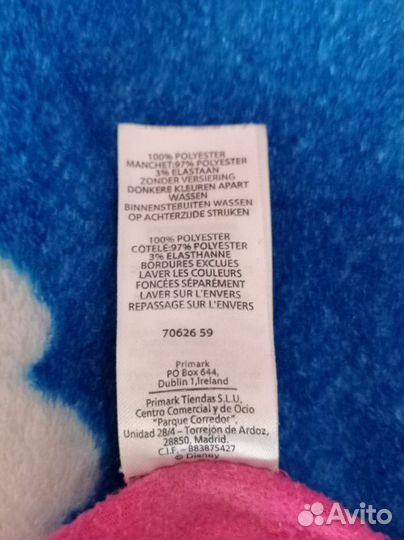 100% POLYESTER
MANCHET:97% POLYESTER
3% ELASTAAN
ZONDER VERSIERING
DONKERE KLEUREN APART
WASSEN
BINNENSTEBUITEN WASSEN
OP ACHTERZIJDE STRIJKEN
100% POLYESTER
CÔTELÉ:97% POLYESTER
3% ELASTHANNE
BORDURES EXCLUES
LAVER LES COULEURS
FONCÉES SÉPARÉMENT
LAVER SUR L'ENVERS
REPASSAGE SUR L'ENVERS
70626 59
Primark
PO Box 644,
Dublin 1,Ireland
Primark Tiendas S.L.U.
Centro Comercial y de Ocio
"Parque Corredor",
Unidad 28/4 – Torrejón de Ardoz,
28850, Madrid.
C.I.F. – B83875427
© Disney
Avito